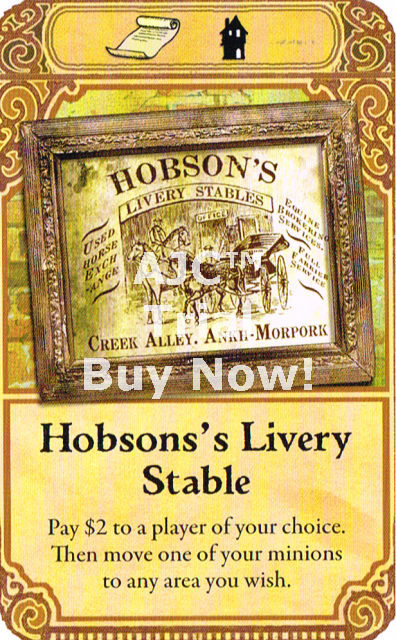 HOBSON'S
LIVERY STABLES
OFFICE
USED
HORSE
EXCH
-ANGE
EQUINE
BROKERING
SERVICES
FULL
FARRIER
SERVICE
AJC™
Buy Now!
CREEK ALLEY, ANKH-MORPORK
Hobsons's Livery
Stable
Pay $2 to a player of your choice.
Then move one of your minions
to any area you wish.